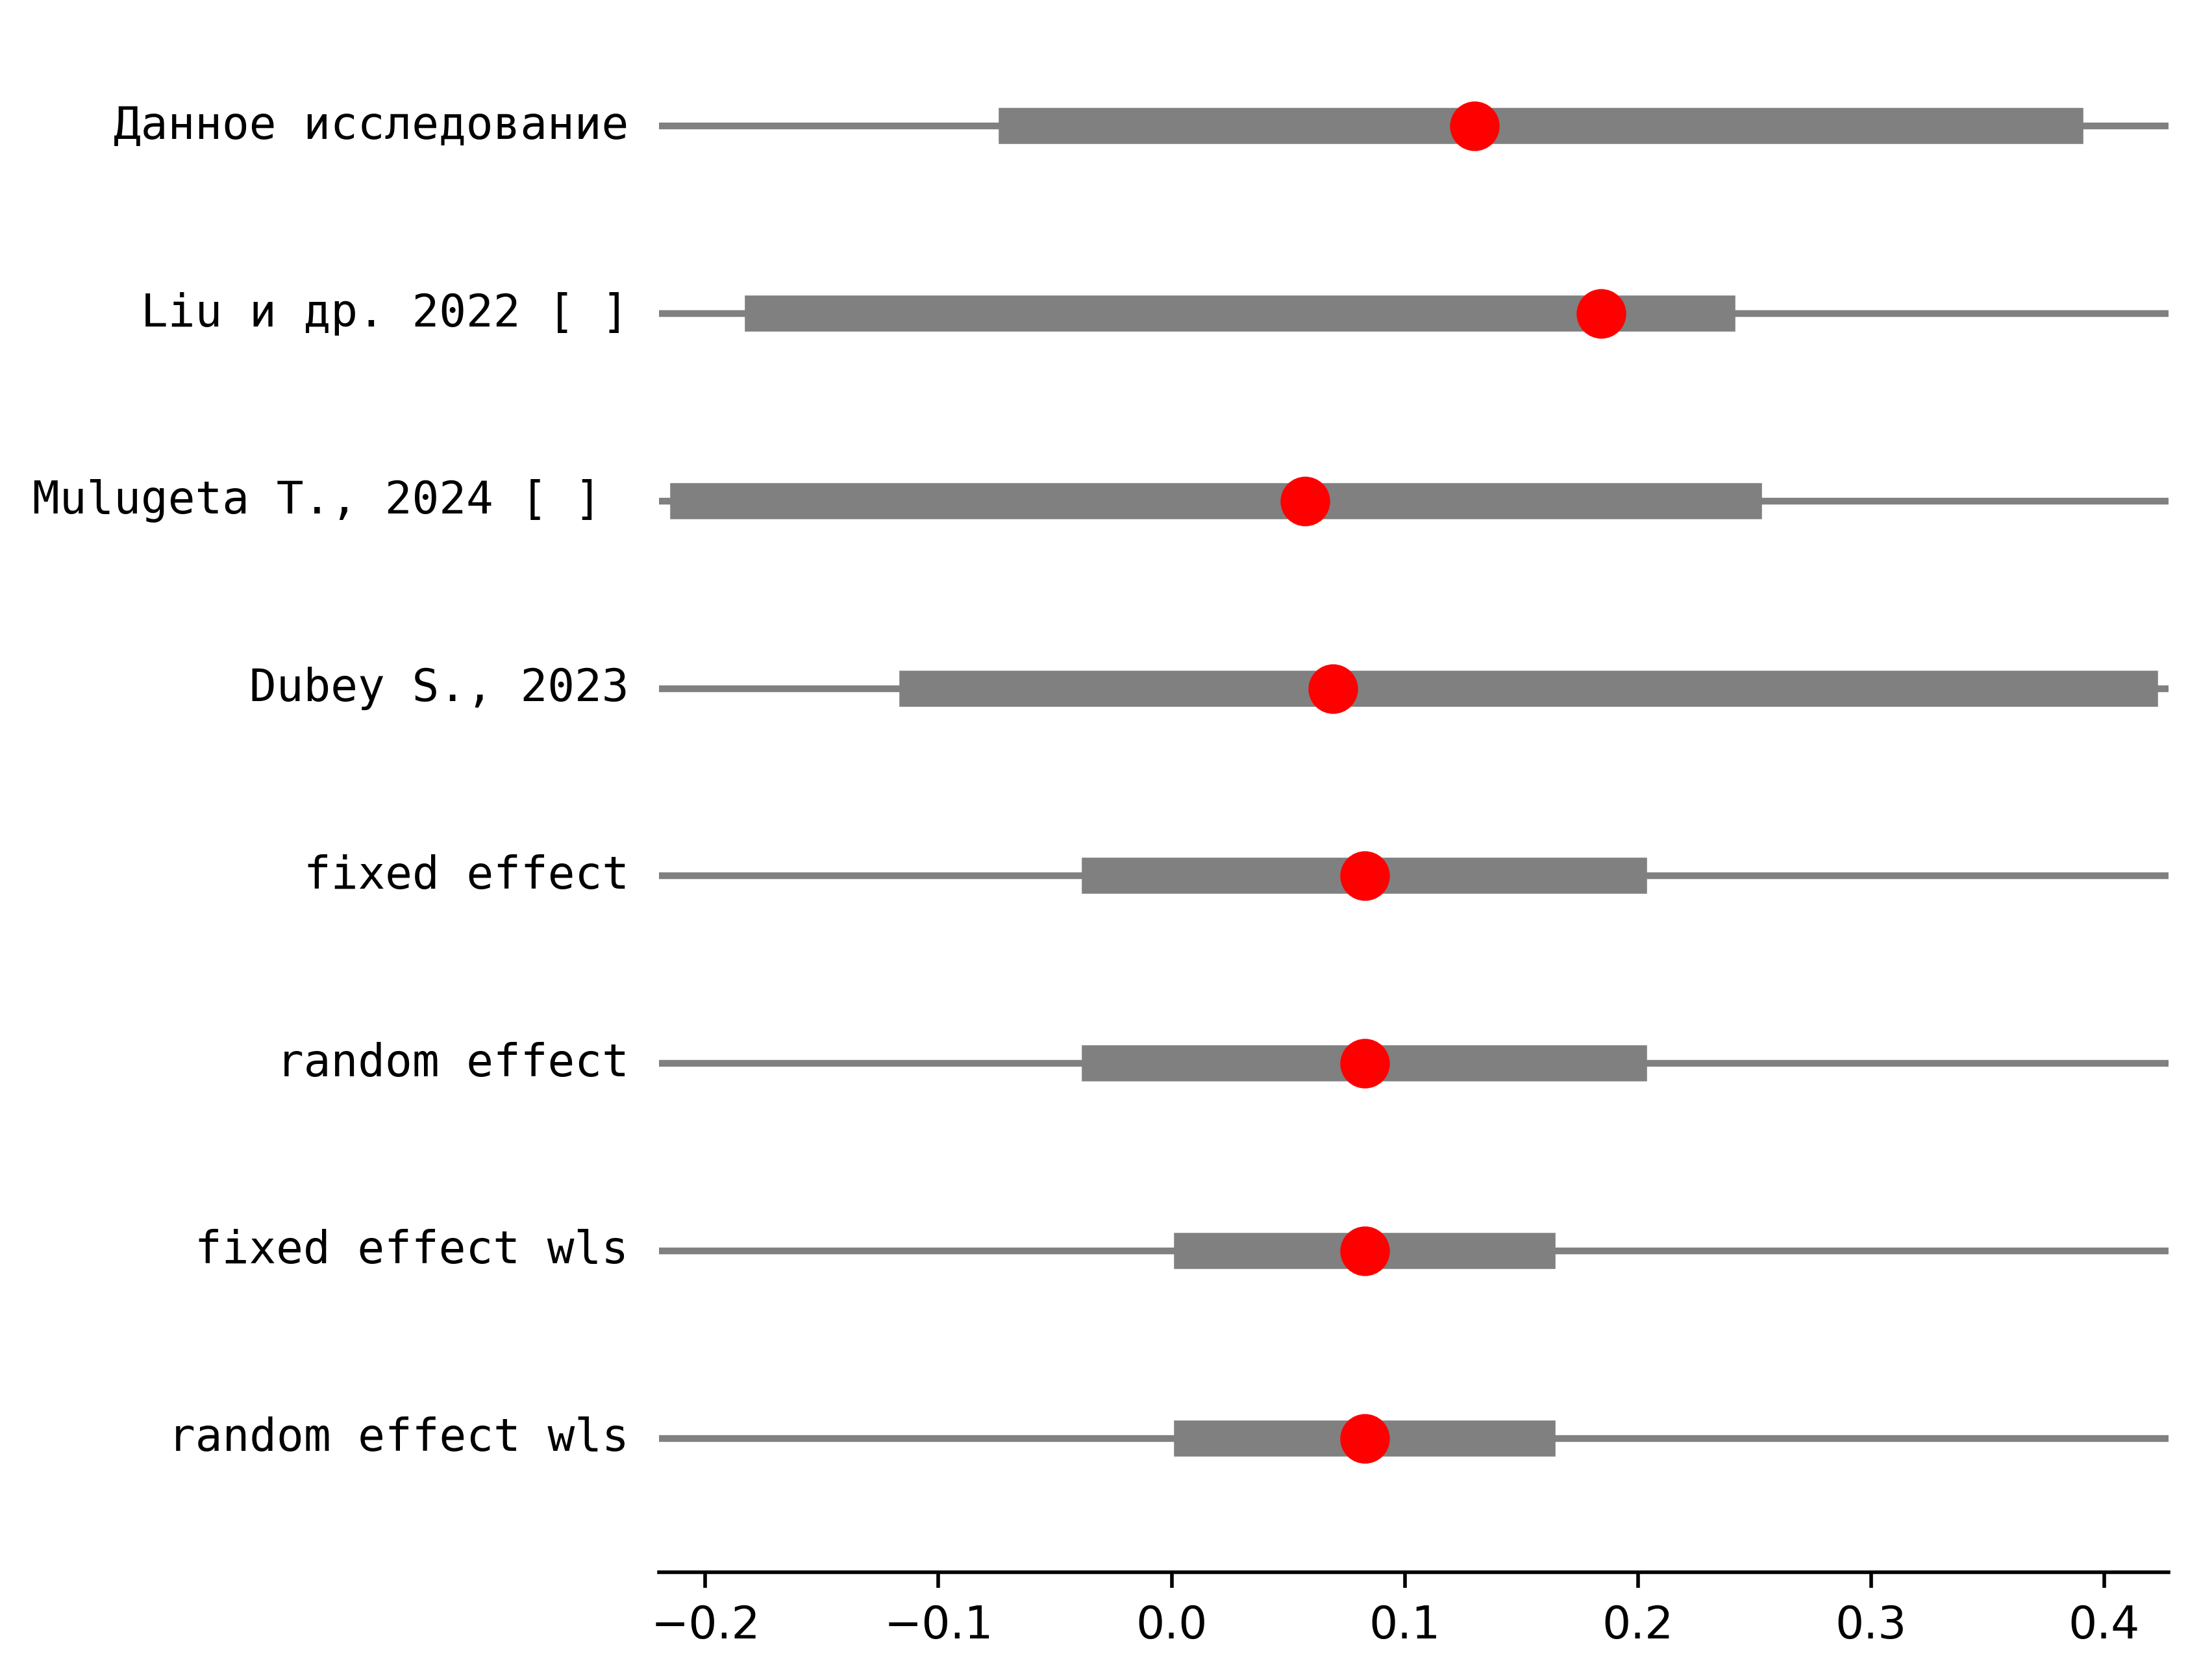 Данное исследование
Liu и др. 2022 [ ]
Mulugeta T., 2024 [ ]
Dubey S., 2023
fixed effect
random effect
fixed effect wls
random effect wls
−0.2 −0.1 0.0 0.1 0.2 0.3 0.4